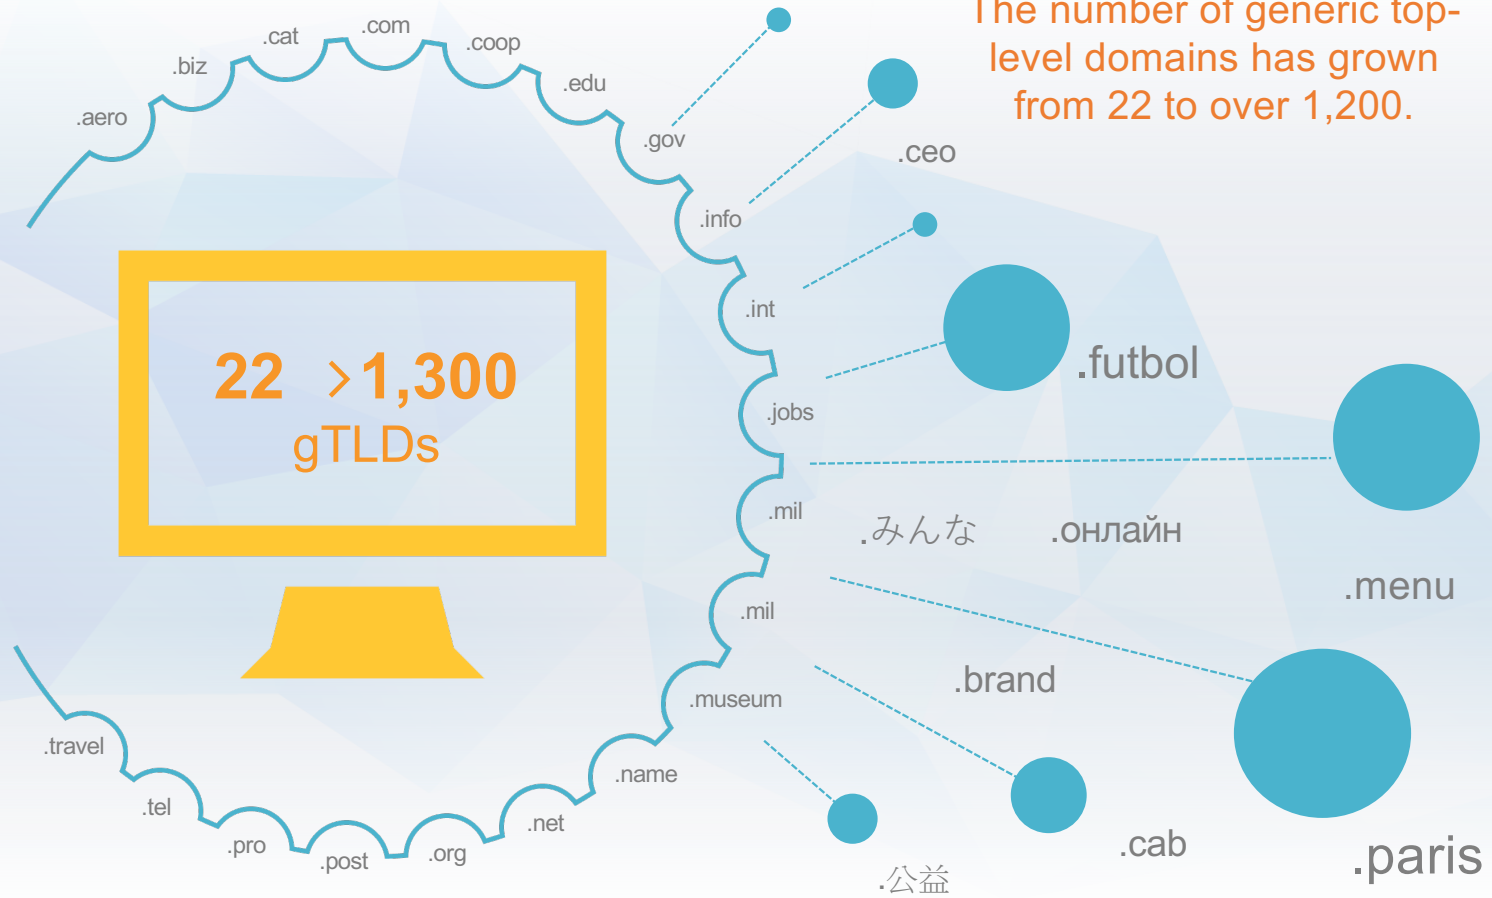 The number of generic top-
level domains has grown
from 22 to over 1,200.
.aero
.biz
.cat
.com
.coop
.edu
.gov
.info
.int
.jobs
.mil
.mil
.museum
.name
.net
.org
.post
.pro
.tel
.travel
22 >1,300
gTLDs
.ceo
.futbol
.みんな
.онлайн
.menu
.brand
.cab
.paris
.公益